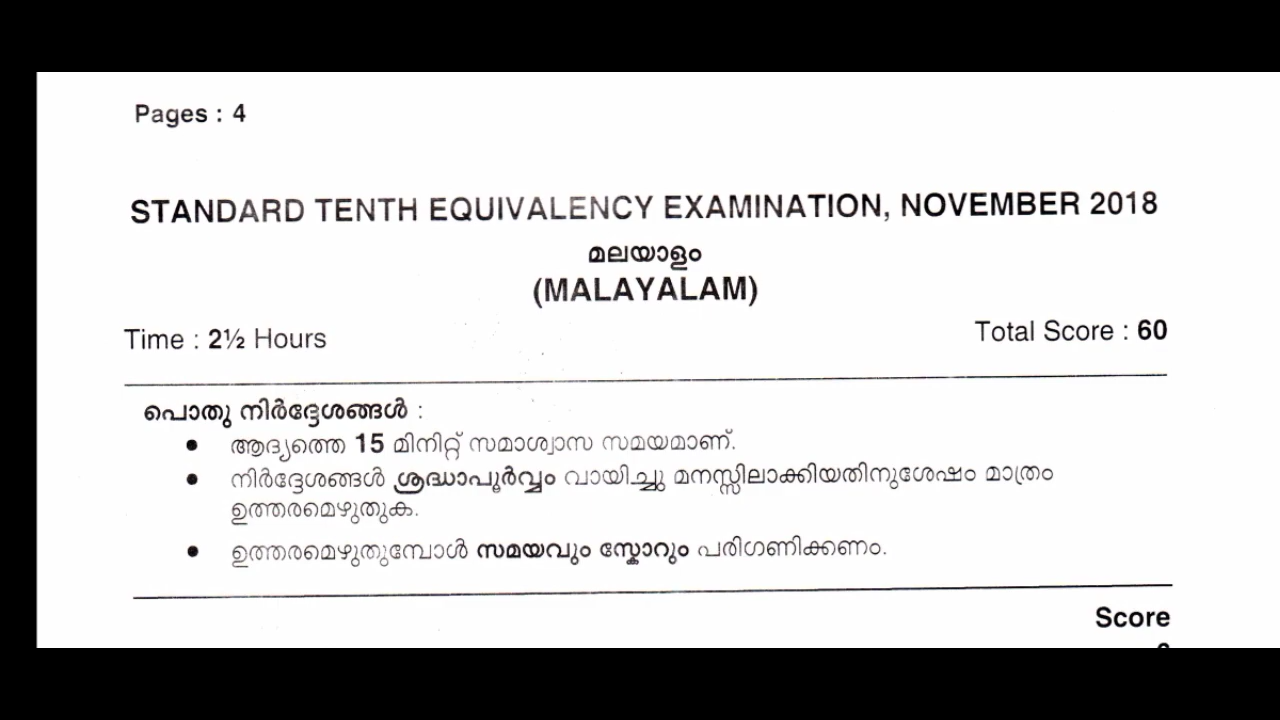 Pages : 4
STANDARD TENTH EQUIVALENCY EXAMINATION, NOVEMBER 2018
മലയാളം
(MALAYALAM)
Time : 2½ Hours
Total Score : 60
പൊതു നിർദ്ദേശങ്ങൾ :
• ആദ്യത്തെ 15 മിനിറ്റ് സമാശ്വാസ സമയമാണ്.
• നിർദ്ദേശങ്ങൾ ശ്രദ്ധാപൂർവ്വം വായിച്ചു മനസ്സിലാക്കിയതിനുശേഷം മാത്രം
ഉത്തരമെഴുതുക.
• ഉത്തരമെഴുതുമ്പോൾ സമയവും സ്കോറും പരിഗണിക്കണം.
Score